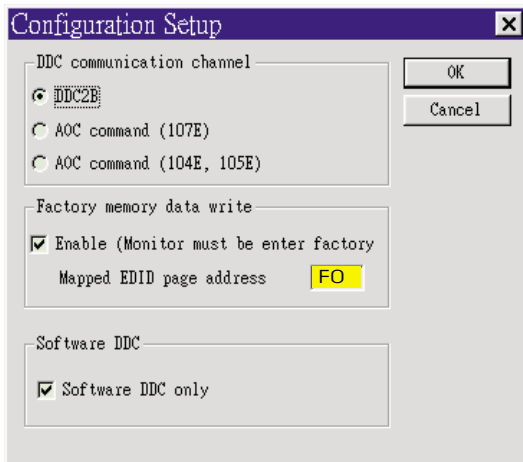 Configuration Setup
DDC communication channel
OK
DDC2B
Cancel
AOC command (107E)
AOC command (104E, 105E)
Factory memory data write
Enable (Monitor must be enter factory
Mapped EDID page address FO
Software DDC
Software DDC only